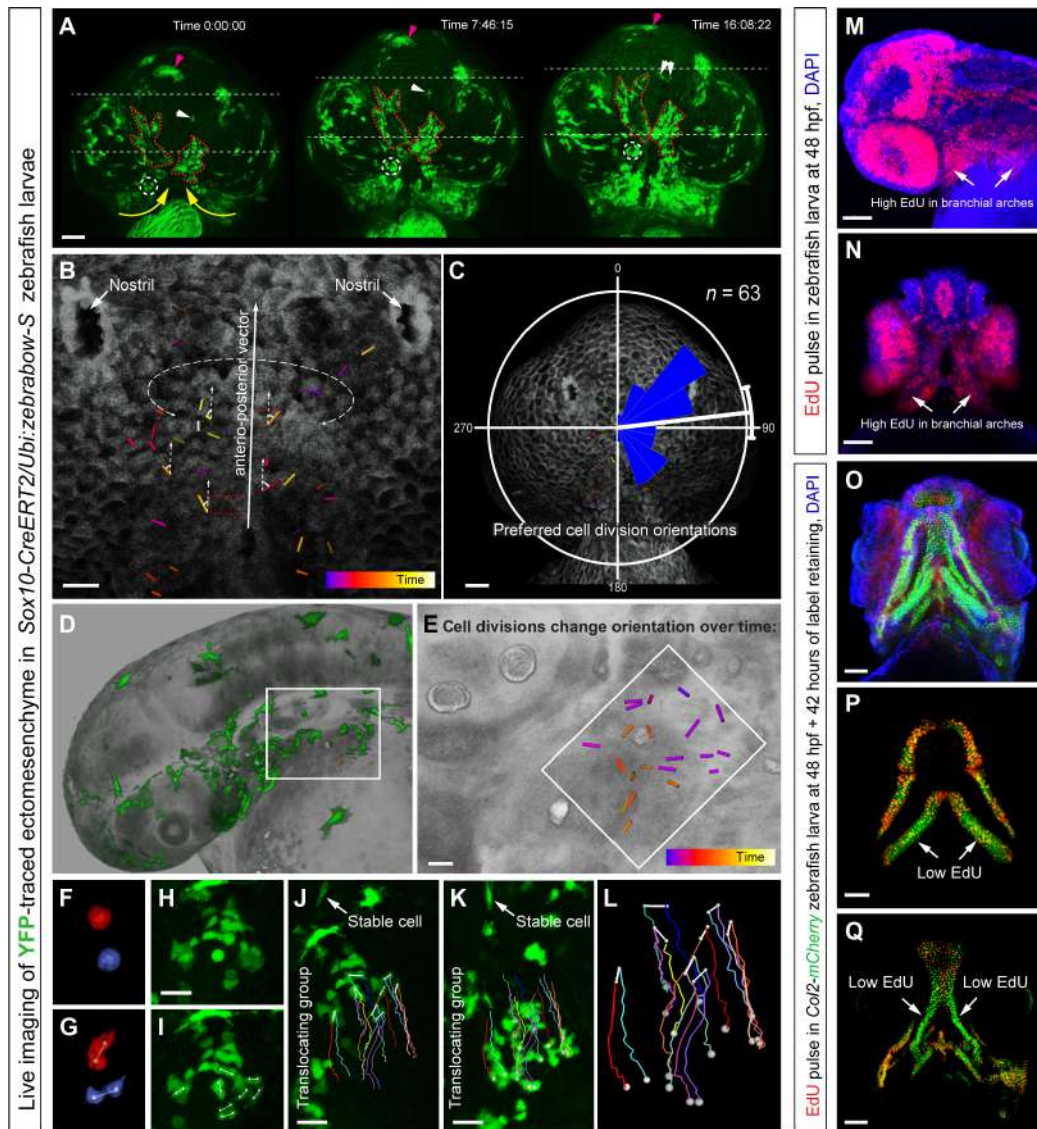 Live imaging of YFP-traced ectomesenchyme in Sox10-CreERT2/Ubi:zebrabow-S zebrafish larvae
A
Time 0:00:00
Time 7:46:15
Time 16:08:22
B
Nostril
Nostril
anterio-posterior vector
Time
C
0
n = 63
270
90
Preferred cell division orientations
180
D
E Cell divisions change orientation over time:
Time
F
G
H
I
J
Stable cell
Translocating group
K
Stable cell
Translocating group
L
EdU pulse in zebrafish larva at 48 hpf, DAPI
M
High EdU in branchial arches
N
High EdU in branchial arches
EdU pulse in Col2-mCherry zebrafish larva at 48 hpf + 42 hours of label retaining, DAPI
O
P
Low EdU
Q
Low EdU
Low EdU